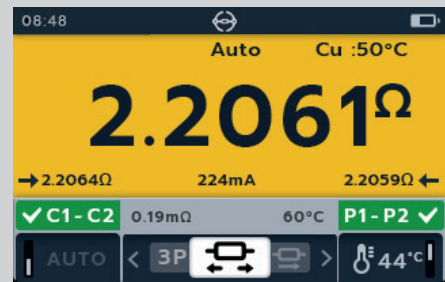 08:48
Auto Cu :50°C
2.2061Ω
→2.2064Ω 224mA 2.2059Ω←
✓C1-C2 0.19mΩ 60°C P1-P2✓
AUTO < 3P > 44°C